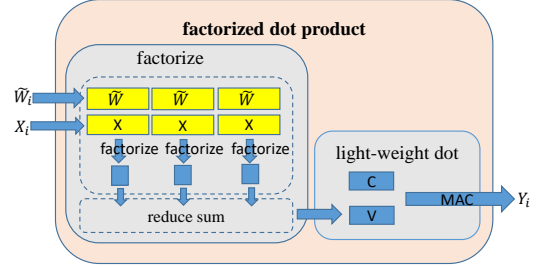 factorized dot product
factorize
W̃ᵢ
W̃ W̃ W̃
Xᵢ
X X X
factorize factorize factorize
reduce sum
light-weight dot
C
V
MAC
Yᵢ